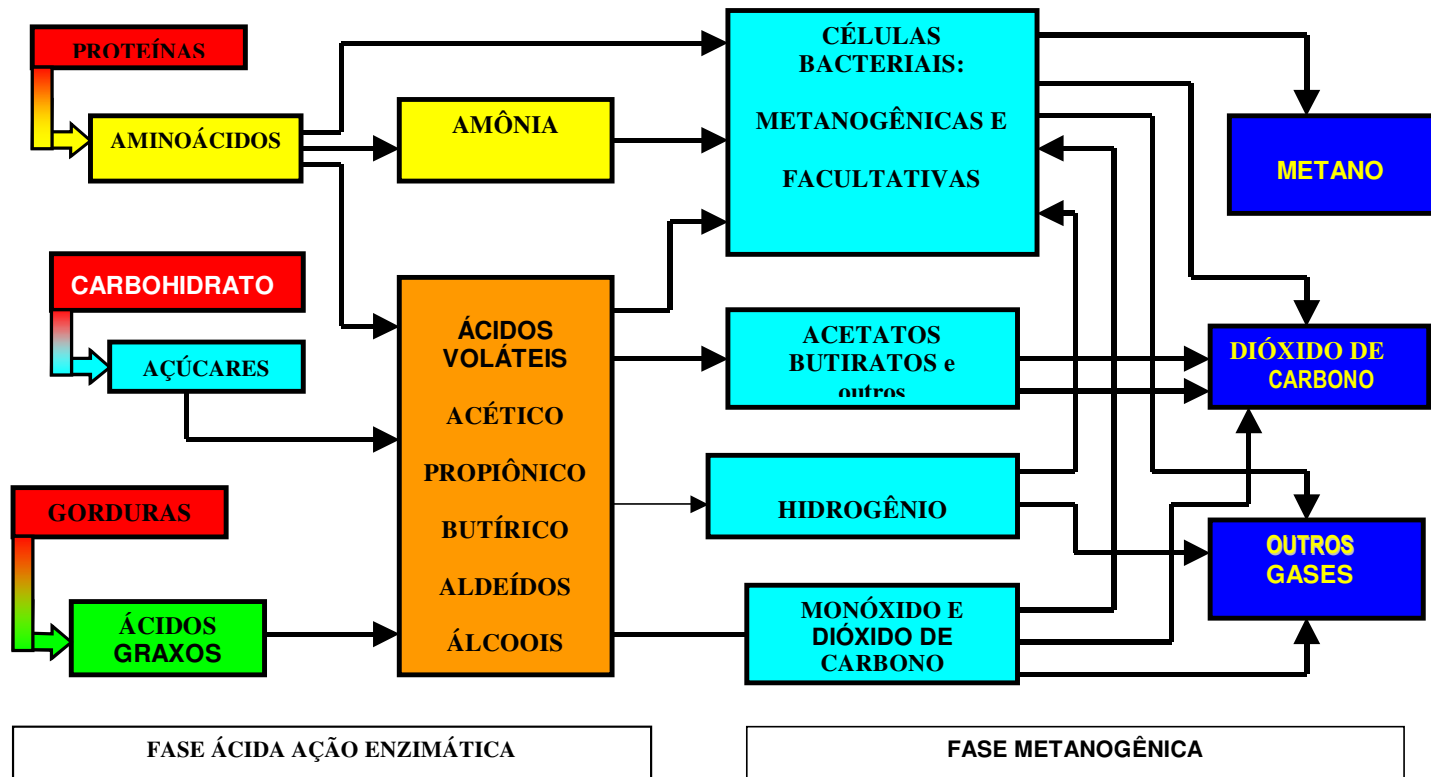 PROTEÍNAS
AMINOÁCIDOS
AMÔNIA
CÉLULAS
BACTERIAIS:
METANOGÊNICAS E
FACULTATIVAS
METANO
CARBOHIDRATO
AÇÚCARES
ÁCIDOS
VOLÁTEIS
ACÉTICO
PROPIÔNICO
BUTÍRICO
ALDEÍDOS
ÁLCOOIS
ACETATOS
BUTIRATOS e
outros
DIÓXIDO DE
CARBONO
GORDURAS
ÁCIDOS
GRAXOS
HIDROGÊNIO
OUTROS
GASES
MONÓXIDO E
DIÓXIDO DE
CARBONO
FASE ÁCIDA AÇÃO ENZIMÁTICA
FASE METANOGÊNICA